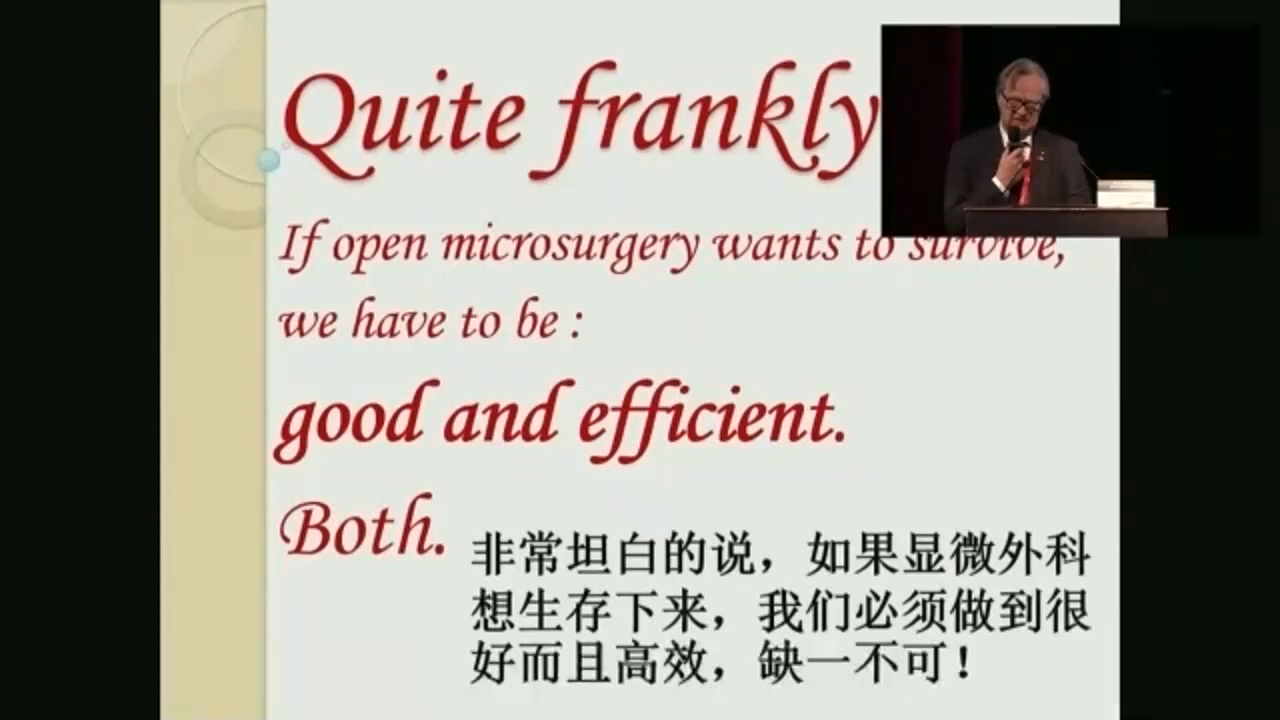 Quite frankly
If open microsurgery wants to survive,
we have to be :
good and efficient.
Both.
非常坦白的说，如果显微外科
想生存下来，我们必须做到很
好而且高效，缺一不可！